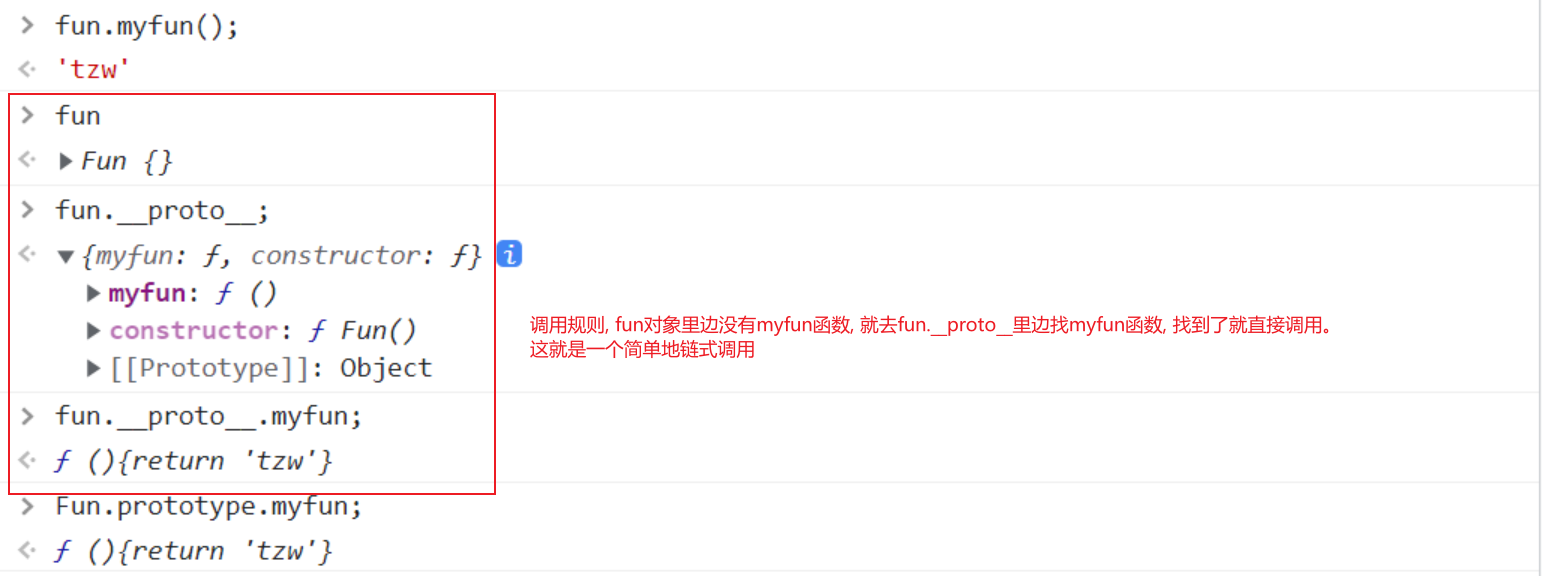 > fun.myfun();
<· 'tzw'
> fun
<· ▶ Fun {}
> fun.__proto__;
<· ▼ {myfun: ƒ, constructor: ƒ} i
▶ myfun: ƒ ()
▶ constructor: ƒ Fun()
▶ [[Prototype]]: Object
调用规则, fun对象里边没有myfun函数, 就去fun.__proto__里边找myfun函数, 找到了就直接调用。
这就是一个简单地链式调用
> fun.__proto__.myfun;
<· ƒ (){return 'tzw'}
> Fun.prototype.myfun;
<· ƒ (){return 'tzw'}